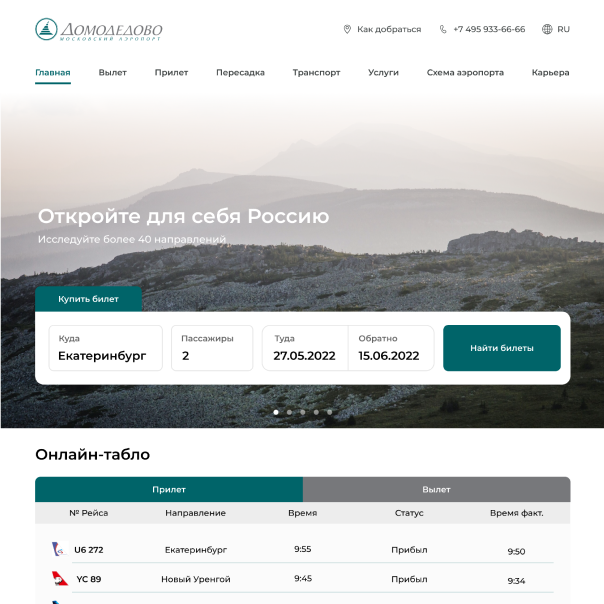 ДОМОДЕДОВО
МОСКОВСКИЙ АЭРОПОРТ
Как добраться
+7 495 933-66-66
RU
Главная Вылет Прилет Пересадка Транспорт Услуги Схема аэропорта Карьера
Откройте для себя Россию
Исследуйте более 40 направлений
Купить билет
Куда Пассажиры Туда Обратно
Екатеринбург 2 27.05.2022 15.06.2022
Найти билеты
Онлайн-табло
Прилет Вылет
№ Рейса Направление Время Статус Время факт.
U6 272 Екатеринбург 9:55 Прибыл 9:50
YC 89 Новый Уренгой 9:45 Прибыл 9:34